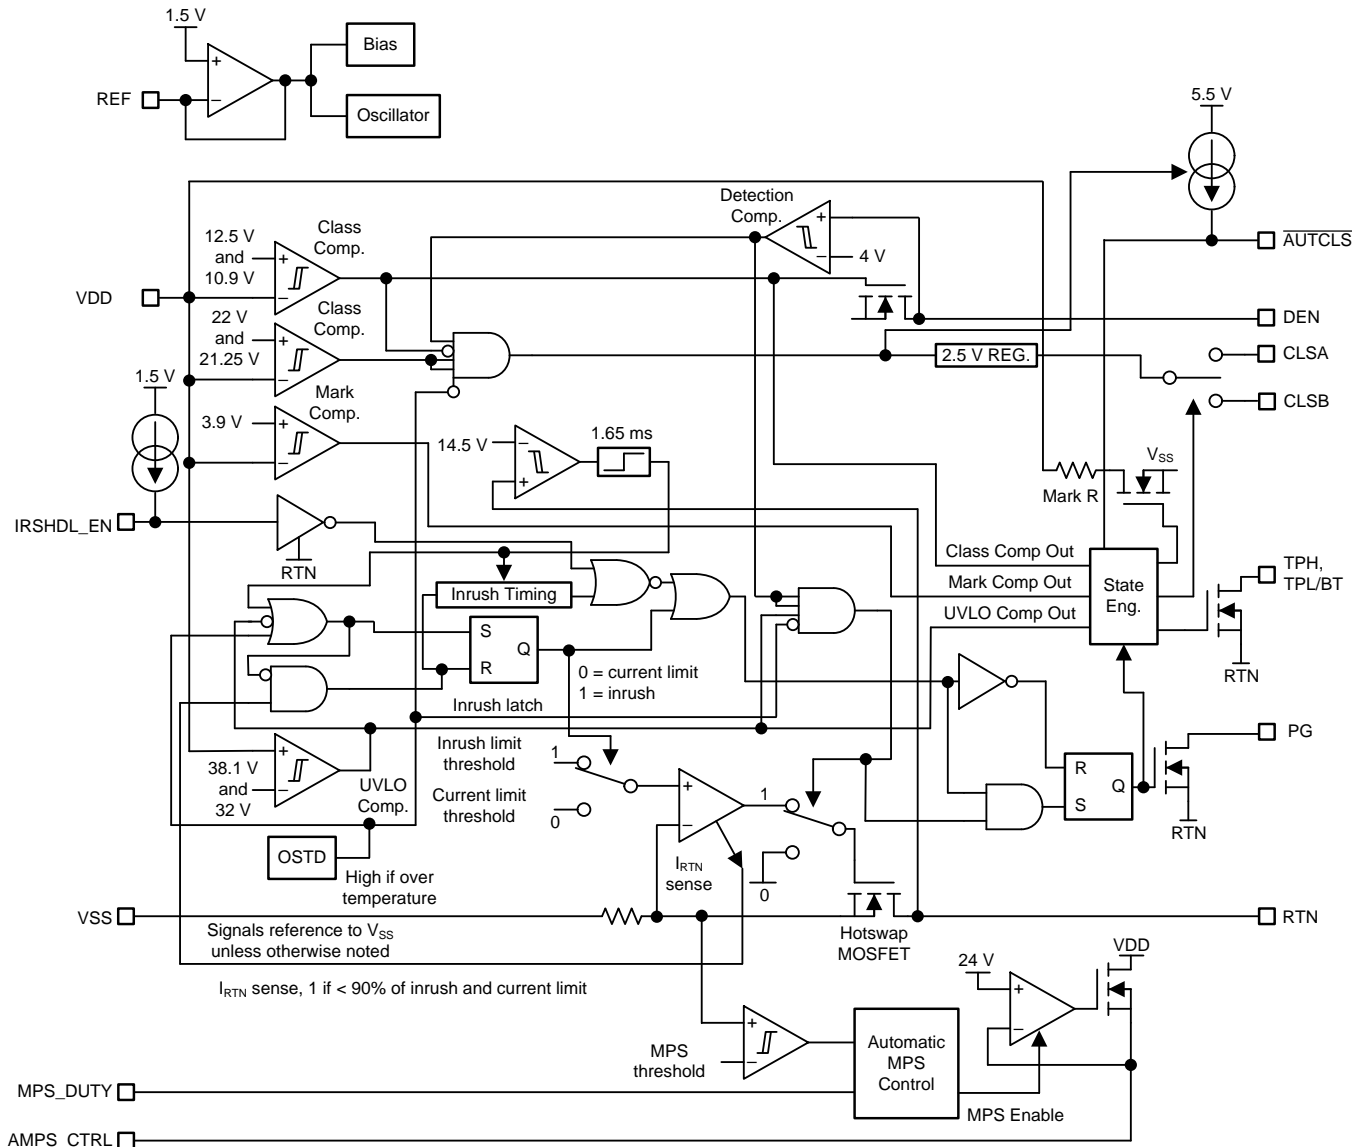 1.5 V
Bias
REF
+
−
Oscillator
5.5 V
Detection
Comp.
+
−
4 V
AUTCLS
12.5 V
and
10.9 V
+
−
Class
Comp.
VDD
DEN
22 V
and
21.25 V
+
−
Class
Comp.
2.5 V REG.
CLSA
CLSB
1.5 V
3.9 V
+
−
Mark
Comp.
14.5 V
−
+
1.65 ms
VSS
Mark R
IRSHDL_EN
RTN
Class Comp Out
Mark Comp Out
UVLO Comp Out
State
Eng.
TPH,
TPL/BT
RTN
Inrush Timing
S
R
Q
0 = current limit
1 = inrush
Inrush latch
38.1 V
and
32 V
+
−
UVLO
Comp.
Inrush limit
threshold
1
Current limit
threshold
0
+
−
1
0
IRTN
sense
R
S
Q
PG
RTN
OSTD
High if over
temperature
VSS
Signals reference to VSS
unless otherwise noted
Hotswap
MOSFET
RTN
IRTN sense, 1 if < 90% of inrush and current limit
24 V
+
−
VDD
MPS
threshold
+
−
Automatic
MPS
Control
MPS Enable
MPS_DUTY
AMPS_CTRL